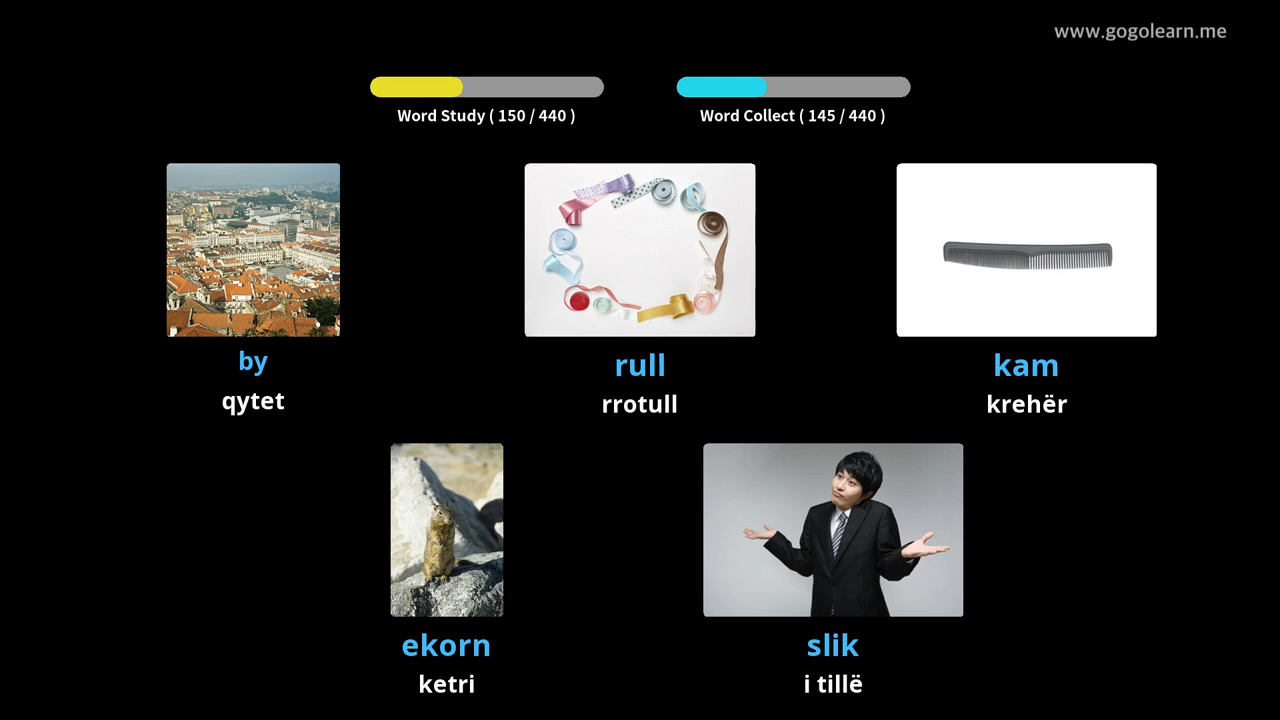 www.gogolearn.me
Word Study ( 150 / 440 )
Word Collect ( 145 / 440 )
by
qytet
rull
rrotull
kam
krehër
ekorn
ketri
slik
i tillë